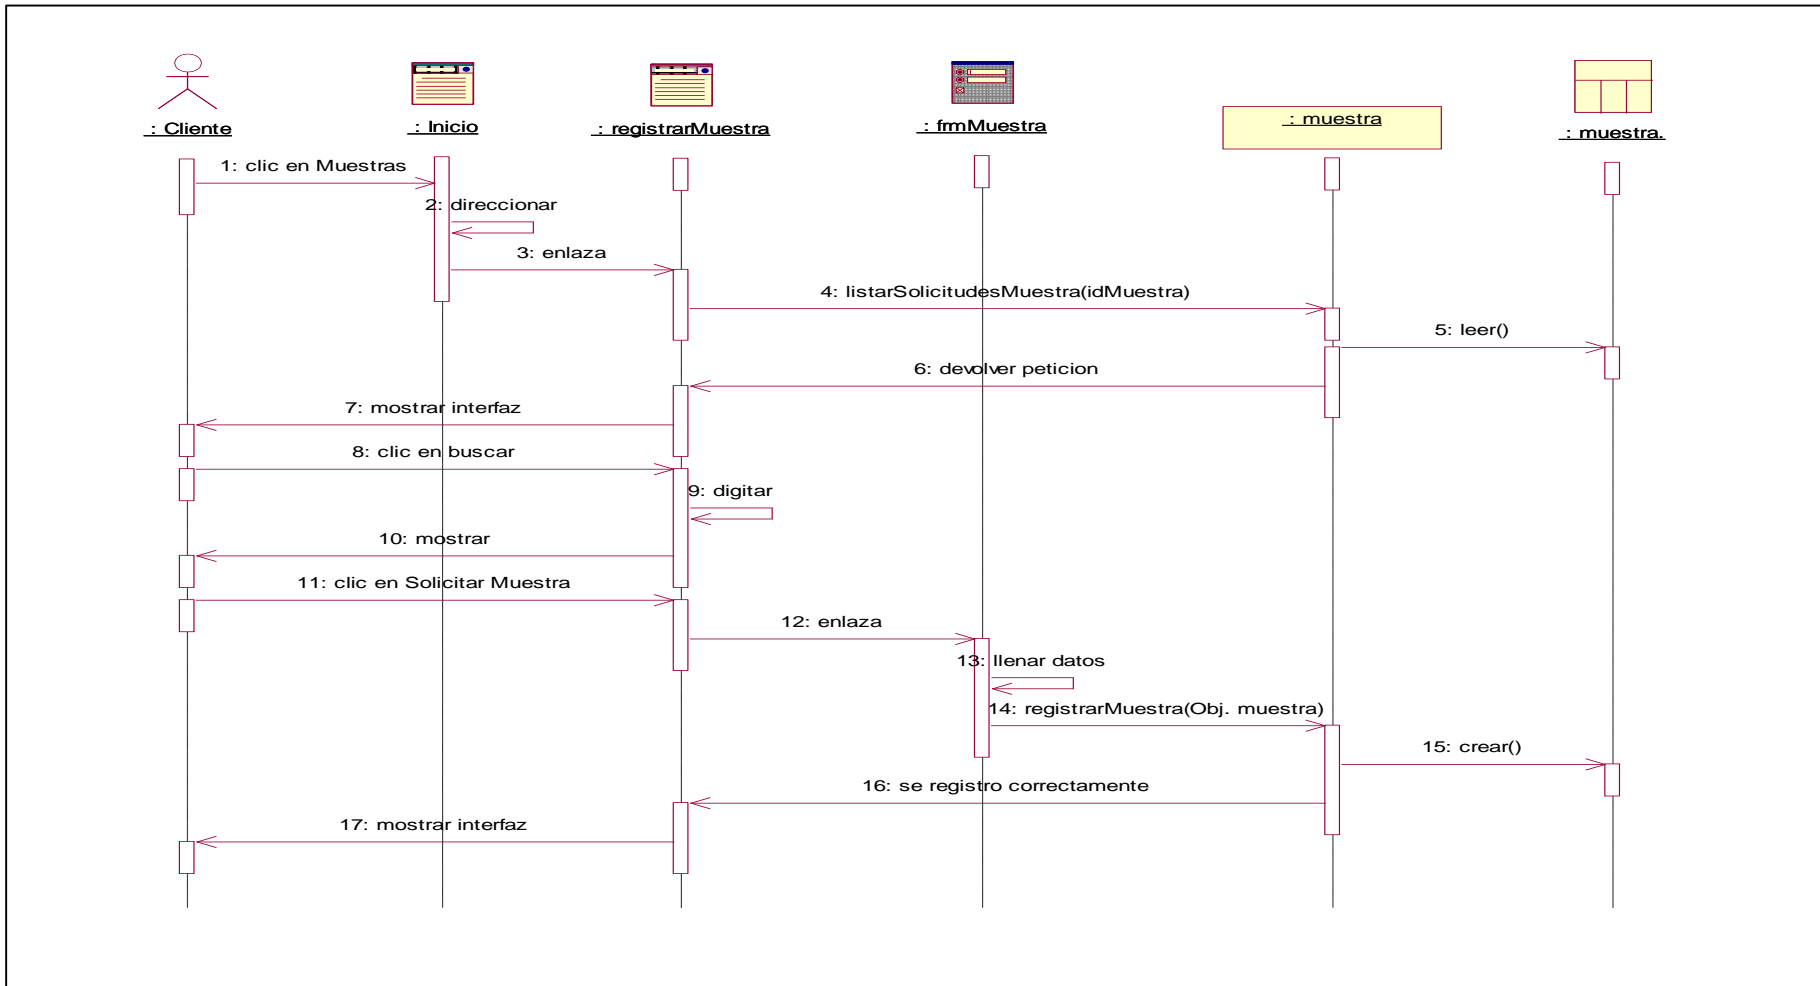 : Cliente
: Inicio
: registrarMuestra
: frmMuestra
: muestra
: muestra.
1: clic en Muestras
2: direccionar
3: enlaza
4: listarSolicitudesMuestra(idMuestra)
5: leer()
6: devolver peticion
7: mostrar interfaz
8: clic en buscar
9: digitar
10: mostrar
11: clic en Solicitar Muestra
12: enlaza
13: llenar datos
14: registrarMuestra(Obj. muestra)
15: crear()
16: se registro correctamente
17: mostrar interfaz